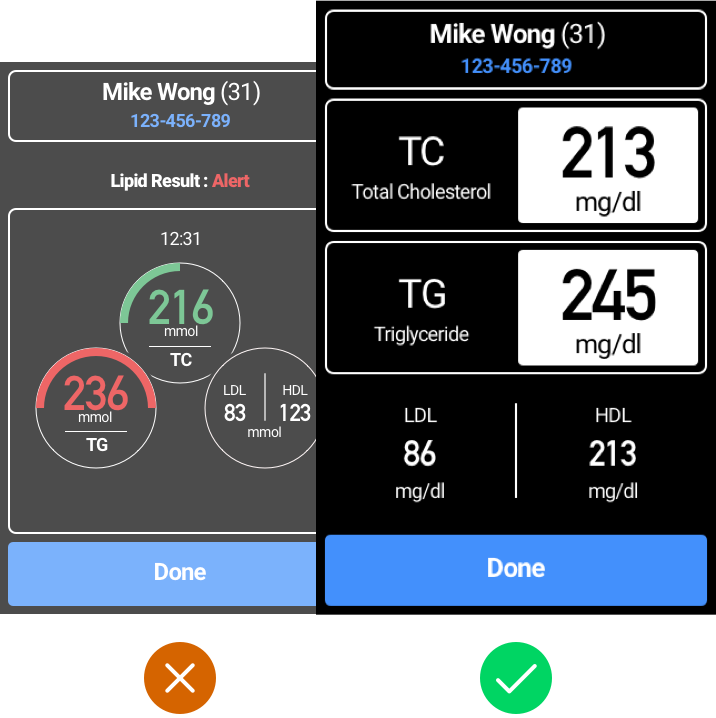 Mike Wong (31)
123-456-789
Lipid Result : Alert
12:31
216
mmol
TC
236
mmol
TG
LDL
83
HDL
123
mmol
Done
Mike Wong (31)
123-456-789
TC
Total Cholesterol
213
mg/dl
TG
Triglyceride
245
mg/dl
LDL
86
mg/dl
HDL
213
mg/dl
Done